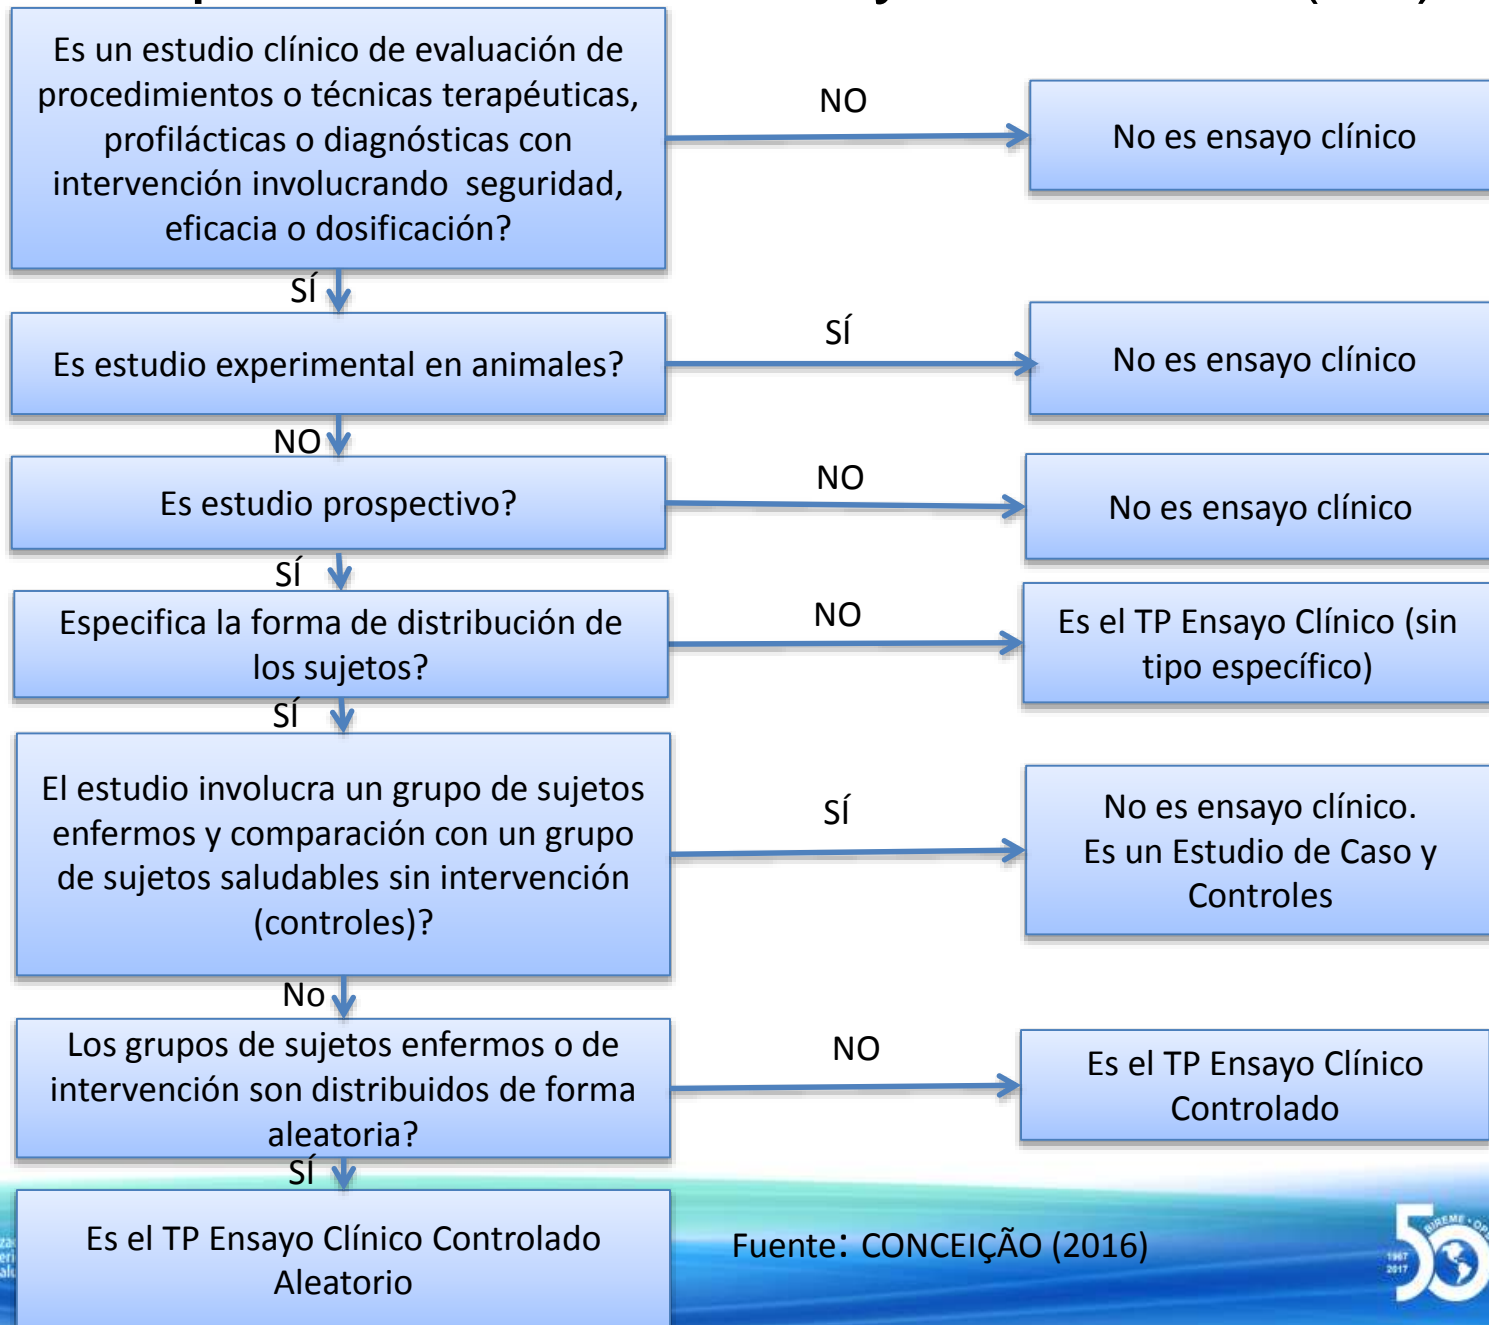 Es un estudio clínico de evaluación de
procedimientos o técnicas terapéuticas,
profilácticas o diagnósticas con
intervención involucrando seguridad,
eficacia o dosificación?
NO
No es ensayo clínico
SÍ
Es estudio experimental en animales?
SÍ
No es ensayo clínico
NO
Es estudio prospectivo?
NO
No es ensayo clínico
SÍ
Especifica la forma de distribución de
los sujetos?
NO
Es el TP Ensayo Clínico (sin
tipo específico)
SÍ
El estudio involucra un grupo de sujetos
enfermos y comparación con un grupo
de sujetos saludables sin intervención
(controles)?
SÍ
No es ensayo clínico.
Es un Estudio de Caso y
Controles
No
Los grupos de sujetos enfermos o de
intervención son distribuidos de forma
aleatoria?
NO
Es el TP Ensayo Clínico
Controlado
SÍ
Es el TP Ensayo Clínico Controlado
Aleatorio
Fuente: CONCEIÇÃO (2016)
50
BIREME
1967
2017